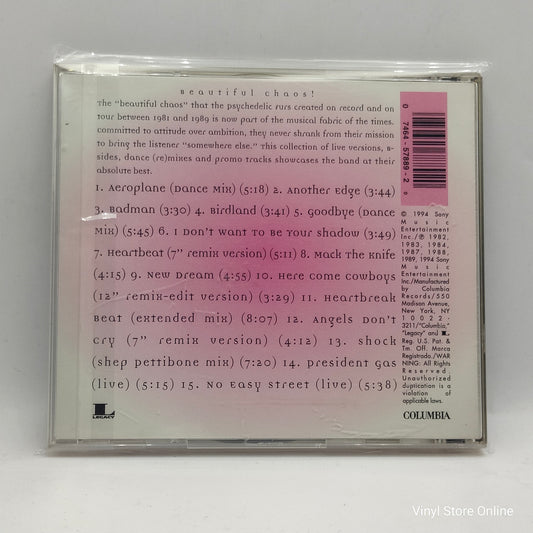 Beautiful chaos!
The "beautiful chaos" that the psychedelic furs created on record and on
tour between 1981 and 1989 is now part of the musical fabric of the times.
committed to attitude over ambition, they never shrank from their mission
to bring the listener "somewhere else." This collection of live versions, B-
sides, dance (re)mixes and promo tracks showcases the band at their
absolute best.
1. Aeroplane (Dance Mix) (5:18) 2. Another Edge (3:44)
3. Badman (3:30) 4. Birdland (3:41) 5. Goodbye (Dance
Mix) (5:45) 6. I Don't Want to Be Your Shadow (3:49)
7. Heartbeat (7" remix version) (5:11) 8. Mack the Knife
(4:15) 9. New Dream (4:55) 10. Here Come Cowboys
(12" remix-edit version) (3:29) 11. Heartbreak
Beat (extended mix) (8:07) 12. Angels Don't
Cry (7" remix version) (4:12) 13. Shock
(shep pettibone mix) (7:20) 14. president gas
(live) (5:15) 15. No Easy Street (live) (5:38)
LEGACY
0 7464-57889-2 0
© 1994 Sony
Music
Entertainment
Inc./℗ 1982,
1983, 1984,
1987, 1988,
1989, 1994 Sony
Music
Entertainment
Inc./Manufactured
by Columbia
Records/550
Madison Avenue,
New York, NY
10022-
3211/"Columbia,"
"Legacy" and L
Reg. U.S. Pat. &
Tm. Off. Marca
Registrada./WAR
NING: All Rights
Reserved.
Unauthorized
duplication is a
violation of
applicable laws.
COLUMBIA
Vinyl Store Online